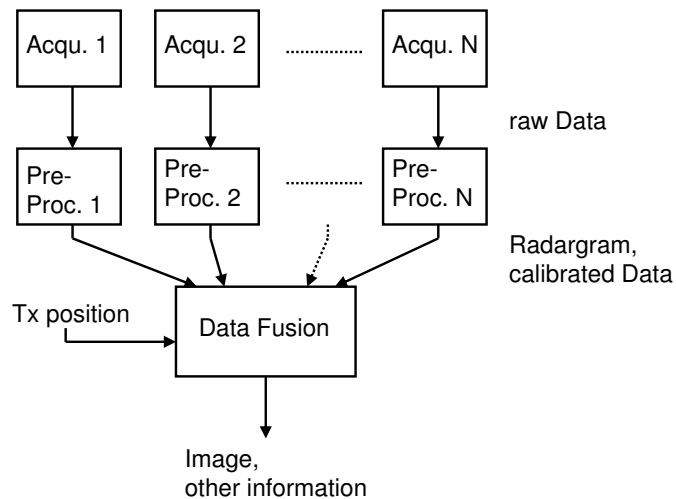 Acqu. 1
Acqu. 2
Acqu. N
raw Data
Pre-
Proc. 1
Pre-
Proc. 2
Pre-
Proc. N
Radargram,
calibrated Data
Tx position
Data Fusion
Image,
other information